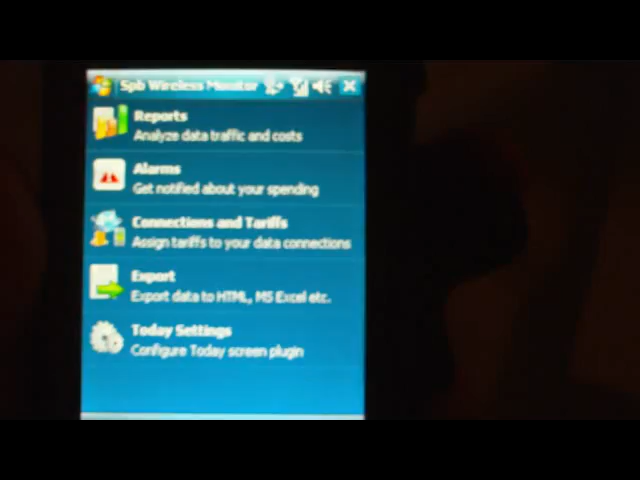 Spb Wireless Monitor
Reports
Analyze data traffic and costs
Alarms
Get notified about your spending
Connections and Tariffs
Assign tariffs to your data connections
Export
Export data to HTML, MS Excel etc.
Today Settings
Configure Today screen plugin